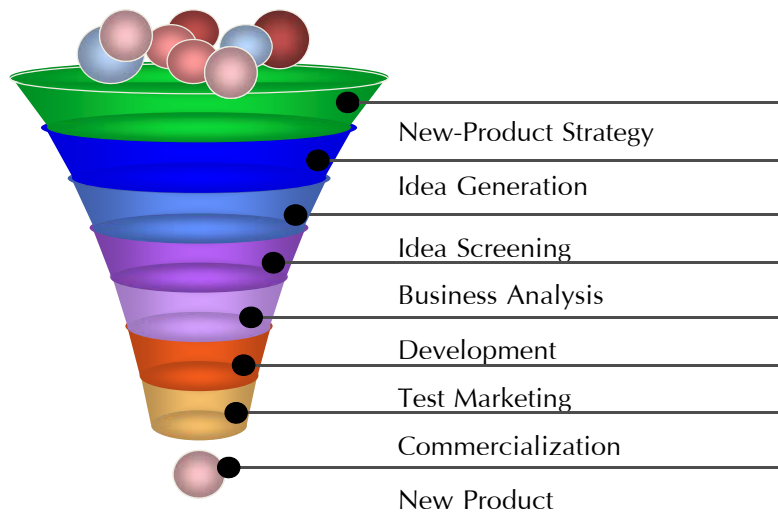 New-Product Strategy
Idea Generation
Idea Screening
Business Analysis
Development
Test Marketing
Commercialization
New Product